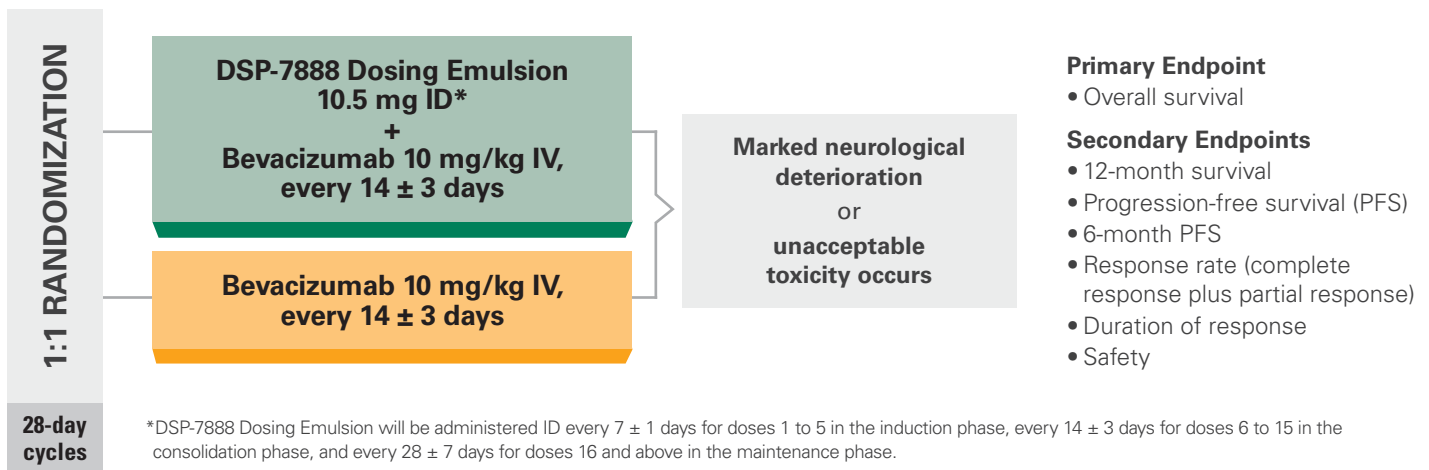 1:1 RANDOMIZATION
28-day
cycles
DSP-7888 Dosing Emulsion
10.5 mg ID*
+
Bevacizumab 10 mg/kg IV,
every 14 ± 3 days
Bevacizumab 10 mg/kg IV,
every 14 ± 3 days
Marked neurological
deterioration
or
unacceptable
toxicity occurs
Primary Endpoint
• Overall survival
Secondary Endpoints
• 12-month survival
• Progression-free survival (PFS)
• 6-month PFS
• Response rate (complete
response plus partial response)
• Duration of response
• Safety
*DSP-7888 Dosing Emulsion will be administered ID every 7 ± 1 days for doses 1 to 5 in the induction phase, every 14 ± 3 days for doses 6 to 15 in the
consolidation phase, and every 28 ± 7 days for doses 16 and above in the maintenance phase.